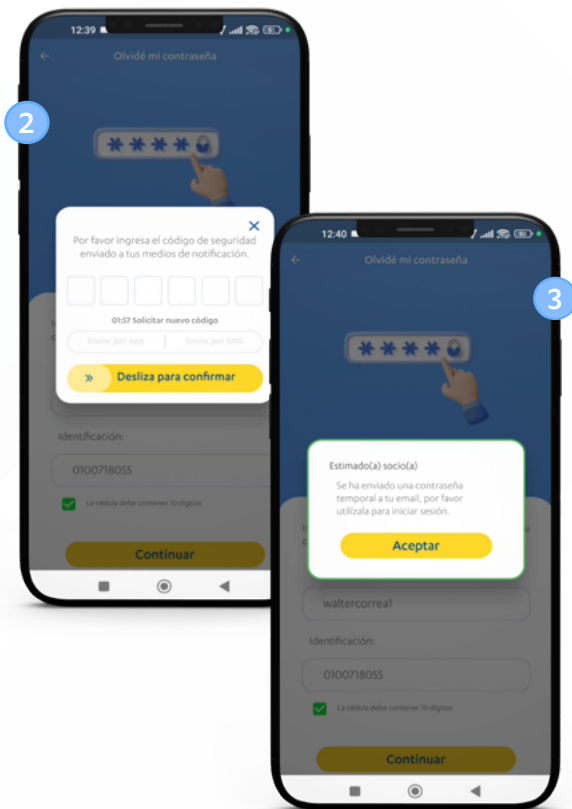 2
12:39
Olvidé mi contraseña
* * * *
Por favor ingresa el código de seguridad
enviado a tus medios de notificación.
01:57 Solicitar nuevo código
Enviar por App | Enviar por SMS
» Desliza para confirmar
Identificación:
0100718055
La cédula debe contener 10 dígitos
Continuar
3
12:40
Olvidé mi contraseña
* * * *
Estimado(a) socio(a)
Se ha enviado una contraseña
temporal a tu email, por favor
utilízala para iniciar sesión.
Aceptar
waltercorrea1
Identificación:
0100718055
La cédula debe contener 10 dígitos
Continuar